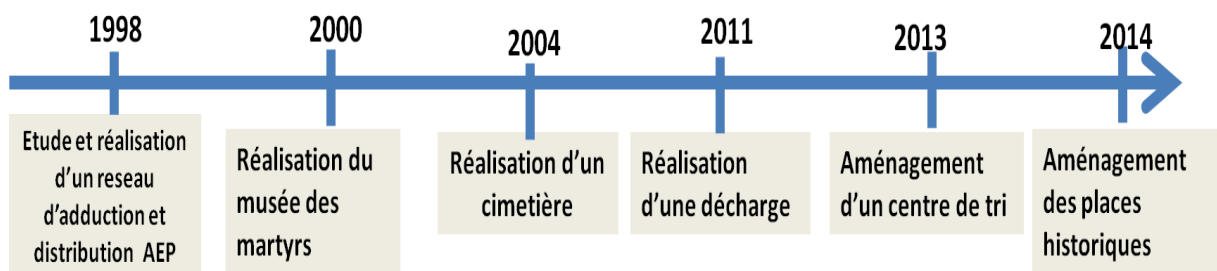 1998
Etude et réalisation
d'un reseau
d'adduction et
distribution AEP
2000
Réalisation du
musée des
martyrs
2004
Réalisation d'un
cimetière
2011
Réalisation
d'une décharge
2013
Aménagement
d'un centre de tri
2014
Aménagement
des places
historiques